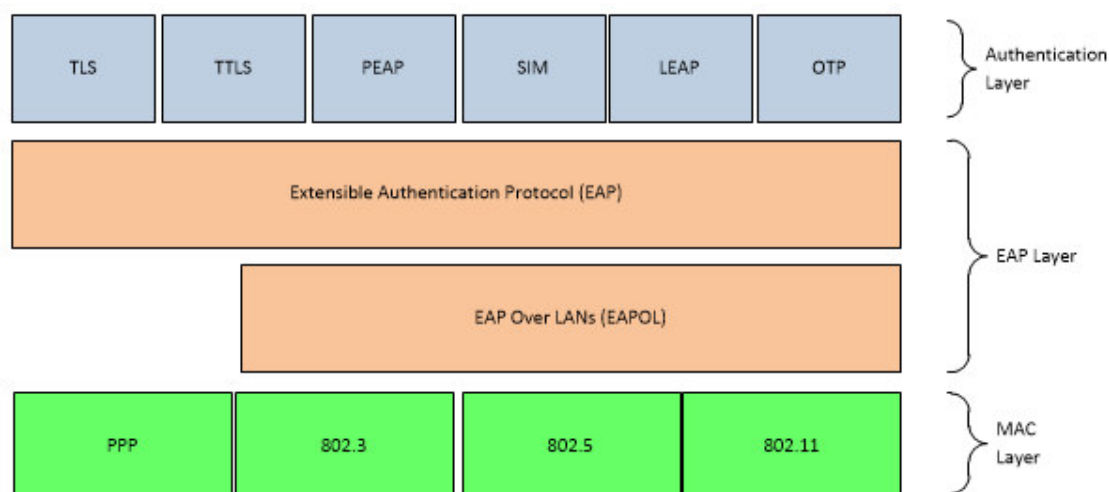 TLS
TTLS
PEAP
SIM
LEAP
OTP
Authentication
Layer
Extensible Authentication Protocol (EAP)
EAP Over LANs (EAPOL)
EAP Layer
PPP
802.3
802.5
802.11
MAC
Layer